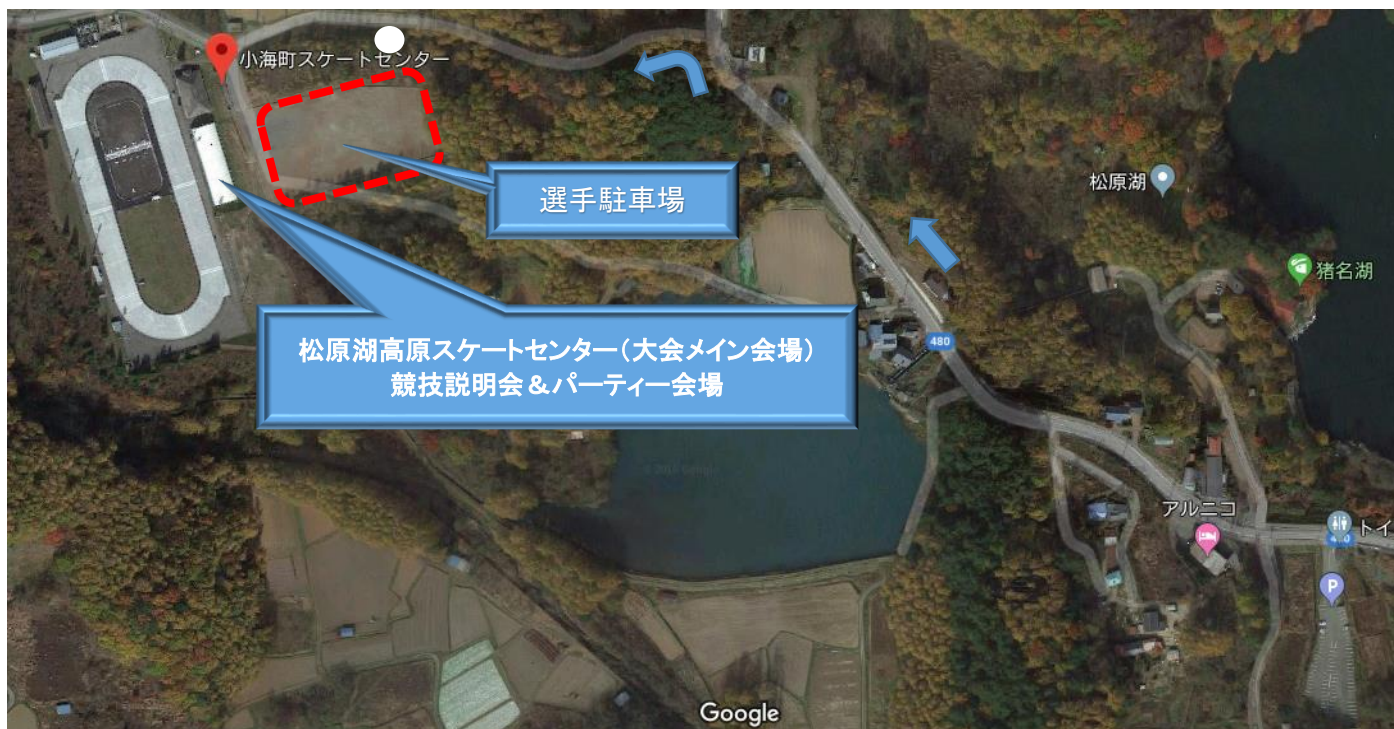 小海町スケートセンター
選手駐車場
松原湖
猪名湖
松原湖高原スケートセンター（大会メイン会場）
競技説明会＆パーティー会場
480
アルニコ
トイ
P
Google